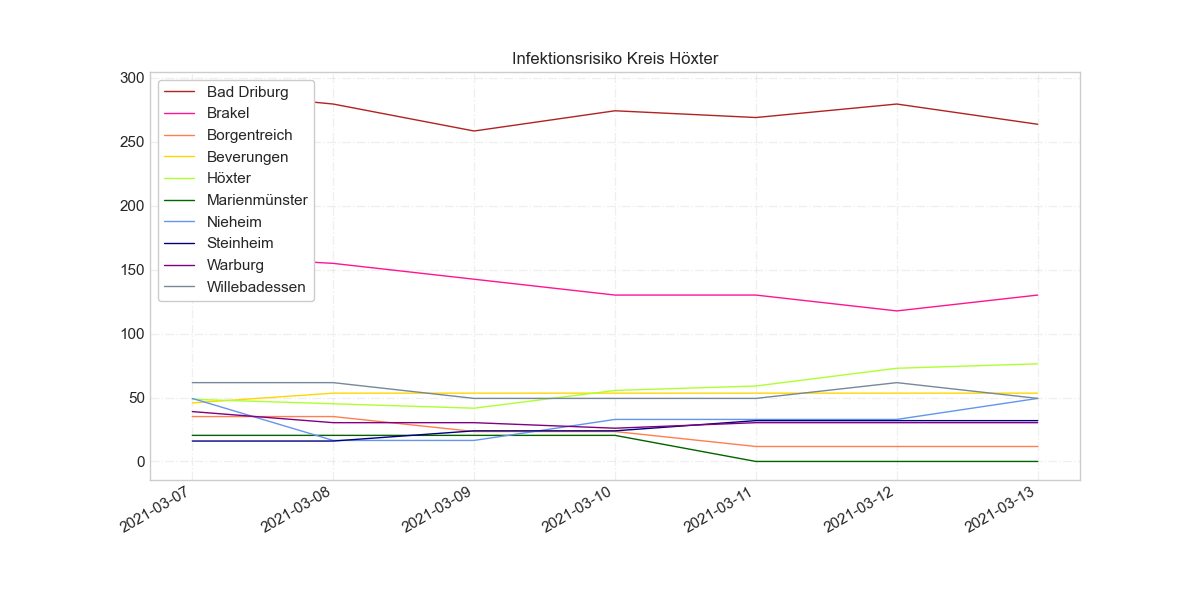 Infektionsrisiko Kreis Höxter
300
250
200
150
100
50
0
Bad Driburg
Brakel
Borgentreich
Beverungen
Höxter
Marienmünster
Nieheim
Steinheim
Warburg
Willebadessen
2021-03-07
2021-03-08
2021-03-09
2021-03-10
2021-03-11
2021-03-12
2021-03-13